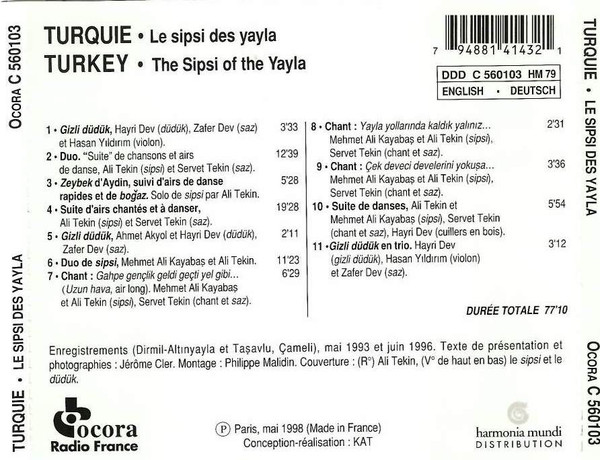 TURQUIE • Le sipsi des yayla
TURKEY • The Sipsi of the Yayla
7 94881 41432 1
DDD C 560103 HM 79
ENGLISH • DEUTSCH
1 • Gizli düdük, Hayri Dev (düdük), Zafer Dev (saz)
et Hasan Yıldırım (violon).
3'33
2 • Duo. "Suite" de chansons et airs
de danse, Ali Tekin (sipsi) et Servet Tekin (saz).
12'39
3 • Zeybek d'Aydin, suivi d'airs de danse
rapides et de boğaz. Solo de sipsi par Ali Tekin.
5'28
4 • Suite d'airs chantés et à danser,
Ali Tekin (sipsi) et Servet Tekin (saz).
19'28
5 • Gizli düdük, Ahmet Akyol et Hayri Dev (düdük),
Zafer Dev (saz).
2'11
6 • Duo de sipsi, Mehmet Ali Kayabaş et Ali Tekin.
11'23
7 • Chant : Gahpe gençlik geldi geçti yel gibi...
(Uzun hava, air long). Mehmet Ali Kayabaş
et Ali Tekin (sipsi), Servet Tekin (chant et saz).
6'29
8 • Chant : Yayla yollarında kaldık yalınız...
Mehmet Ali Kayabaş et Ali Tekin (sipsi),
Servet Tekin (chant et saz).
2'31
9 • Chant : Çek deveci develerini yokuşa...
Mehmet Ali Kayabaş et Ali Tekin (sipsi),
Servet Tekin (chant et saz).
3'36
10 • Suite de danses, Ali Tekin et
Mehmet Ali Kayabaş (sipsi), Servet Tekin
(chant et saz), Hayri Dev (cuillers en bois).
5'54
11 • Gizli düdük en trio. Hayri Dev
(gizli düdük), Hasan Yıldırım (violon)
et Zafer Dev (saz).
3'12
DURÉE TOTALE 77'10
Enregistrements (Dirmil-Altınyayla et Taşavlu, Çameli), mai 1993 et juin 1996. Texte de présentation et
photographies : Jérôme Cler. Montage : Philippe Malidin. Couverture : (R°) Ali Tekin, (V° de haut en bas) le sipsi et le
düdük.
ocora
Radio France
℗ Paris, mai 1998 (Made in France)
Conception-réalisation : KAT
harmonia mundi
DISTRIBUTION
TURQUIE • LE SIPSI DES YAYLA OCORA C 560103
TURQUIE • LE SIPSI DES YAYLA OCORA C 560103